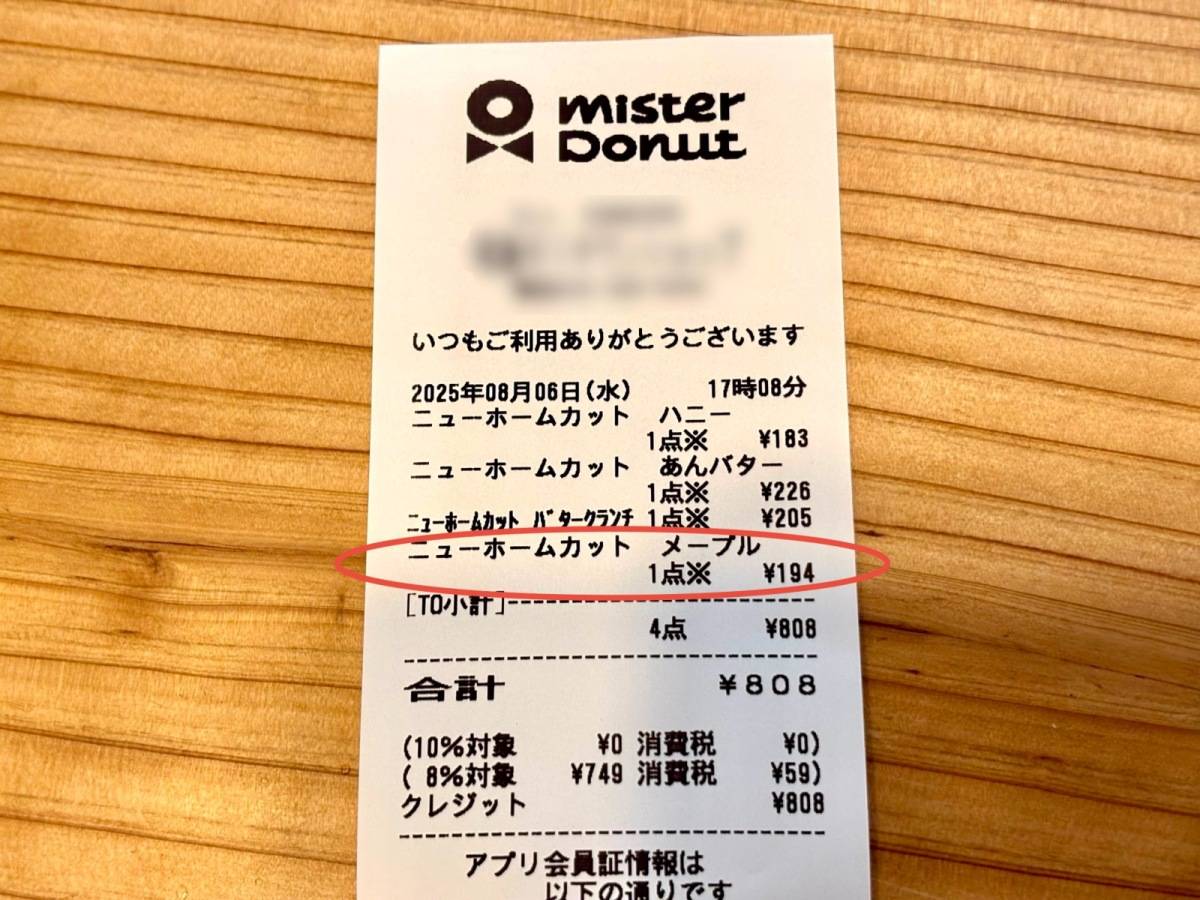 mister
Donut
いつもご利用ありがとうございます
2025年08月06日(水) 17時08分
ニューホームカット ハニー
1点※ ¥183
ニューホームカット あんバター
1点※ ¥226
ﾆｭｰﾎｰﾑｶｯﾄ ﾊﾞﾀｰｸﾗﾝﾁ 1点※ ¥205
ニューホームカット メープル
1点※ ¥194
[TO小計]--------------------------
4点 ¥808
合計 ¥808
(10%対象 ¥0 消費税 ¥0)
( 8%対象 ¥749 消費税 ¥59)
クレジット ¥808
アプリ会員証情報は
以下の通りです